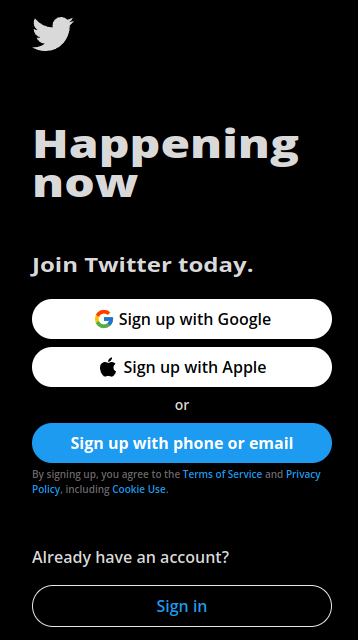 Happening
now
Join Twitter today.
Sign up with Google
Sign up with Apple
or
Sign up with phone or email
By signing up, you agree to the Terms of Service and Privacy
Policy, including Cookie Use.
Already have an account?
Sign in